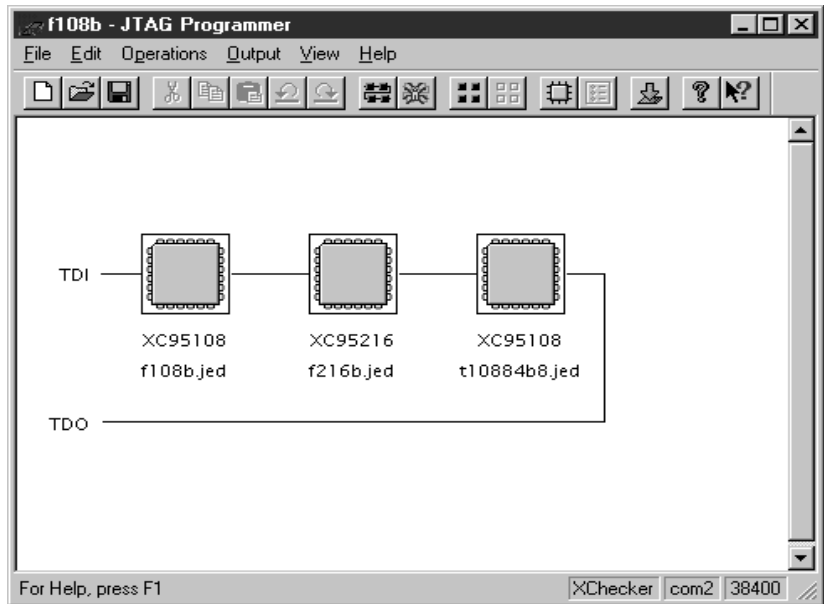 f108b - JTAG Programmer
File Edit Operations Output View Help
TDI
XC95108 XC95216 XC95108
f108b.jed f216b.jed t10884b8.jed
TDO
For Help, press F1 XChecker com2 38400